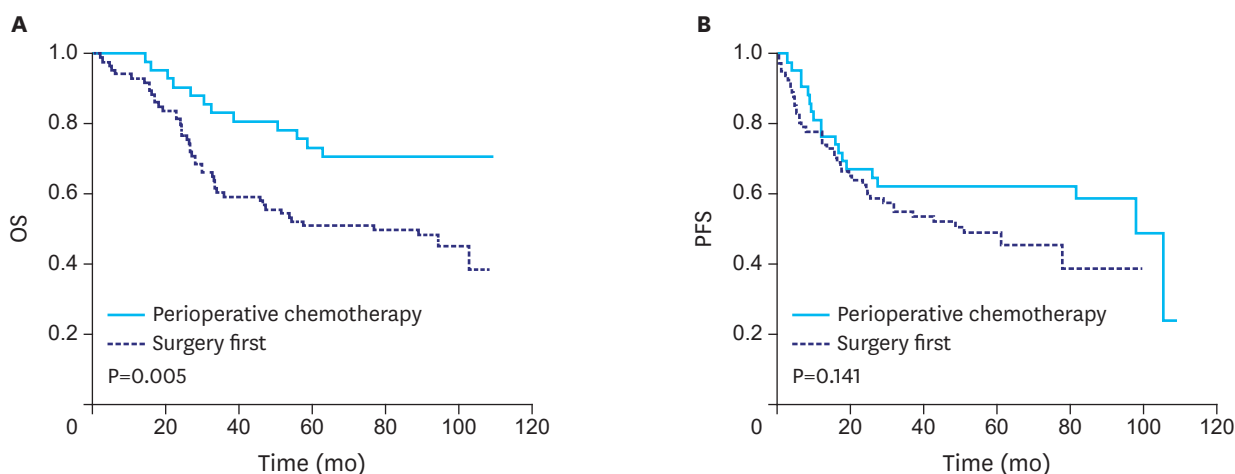 A
1.0
0.8
0.6
0.4
0.2
OS
Perioperative chemotherapy
Surgery first
P=0.005
0 20 40 60 80 100 120
Time (mo)
B
1.0
0.8
0.6
0.4
0.2
PFS
Perioperative chemotherapy
Surgery first
P=0.141
0 20 40 60 80 100 120
Time (mo)